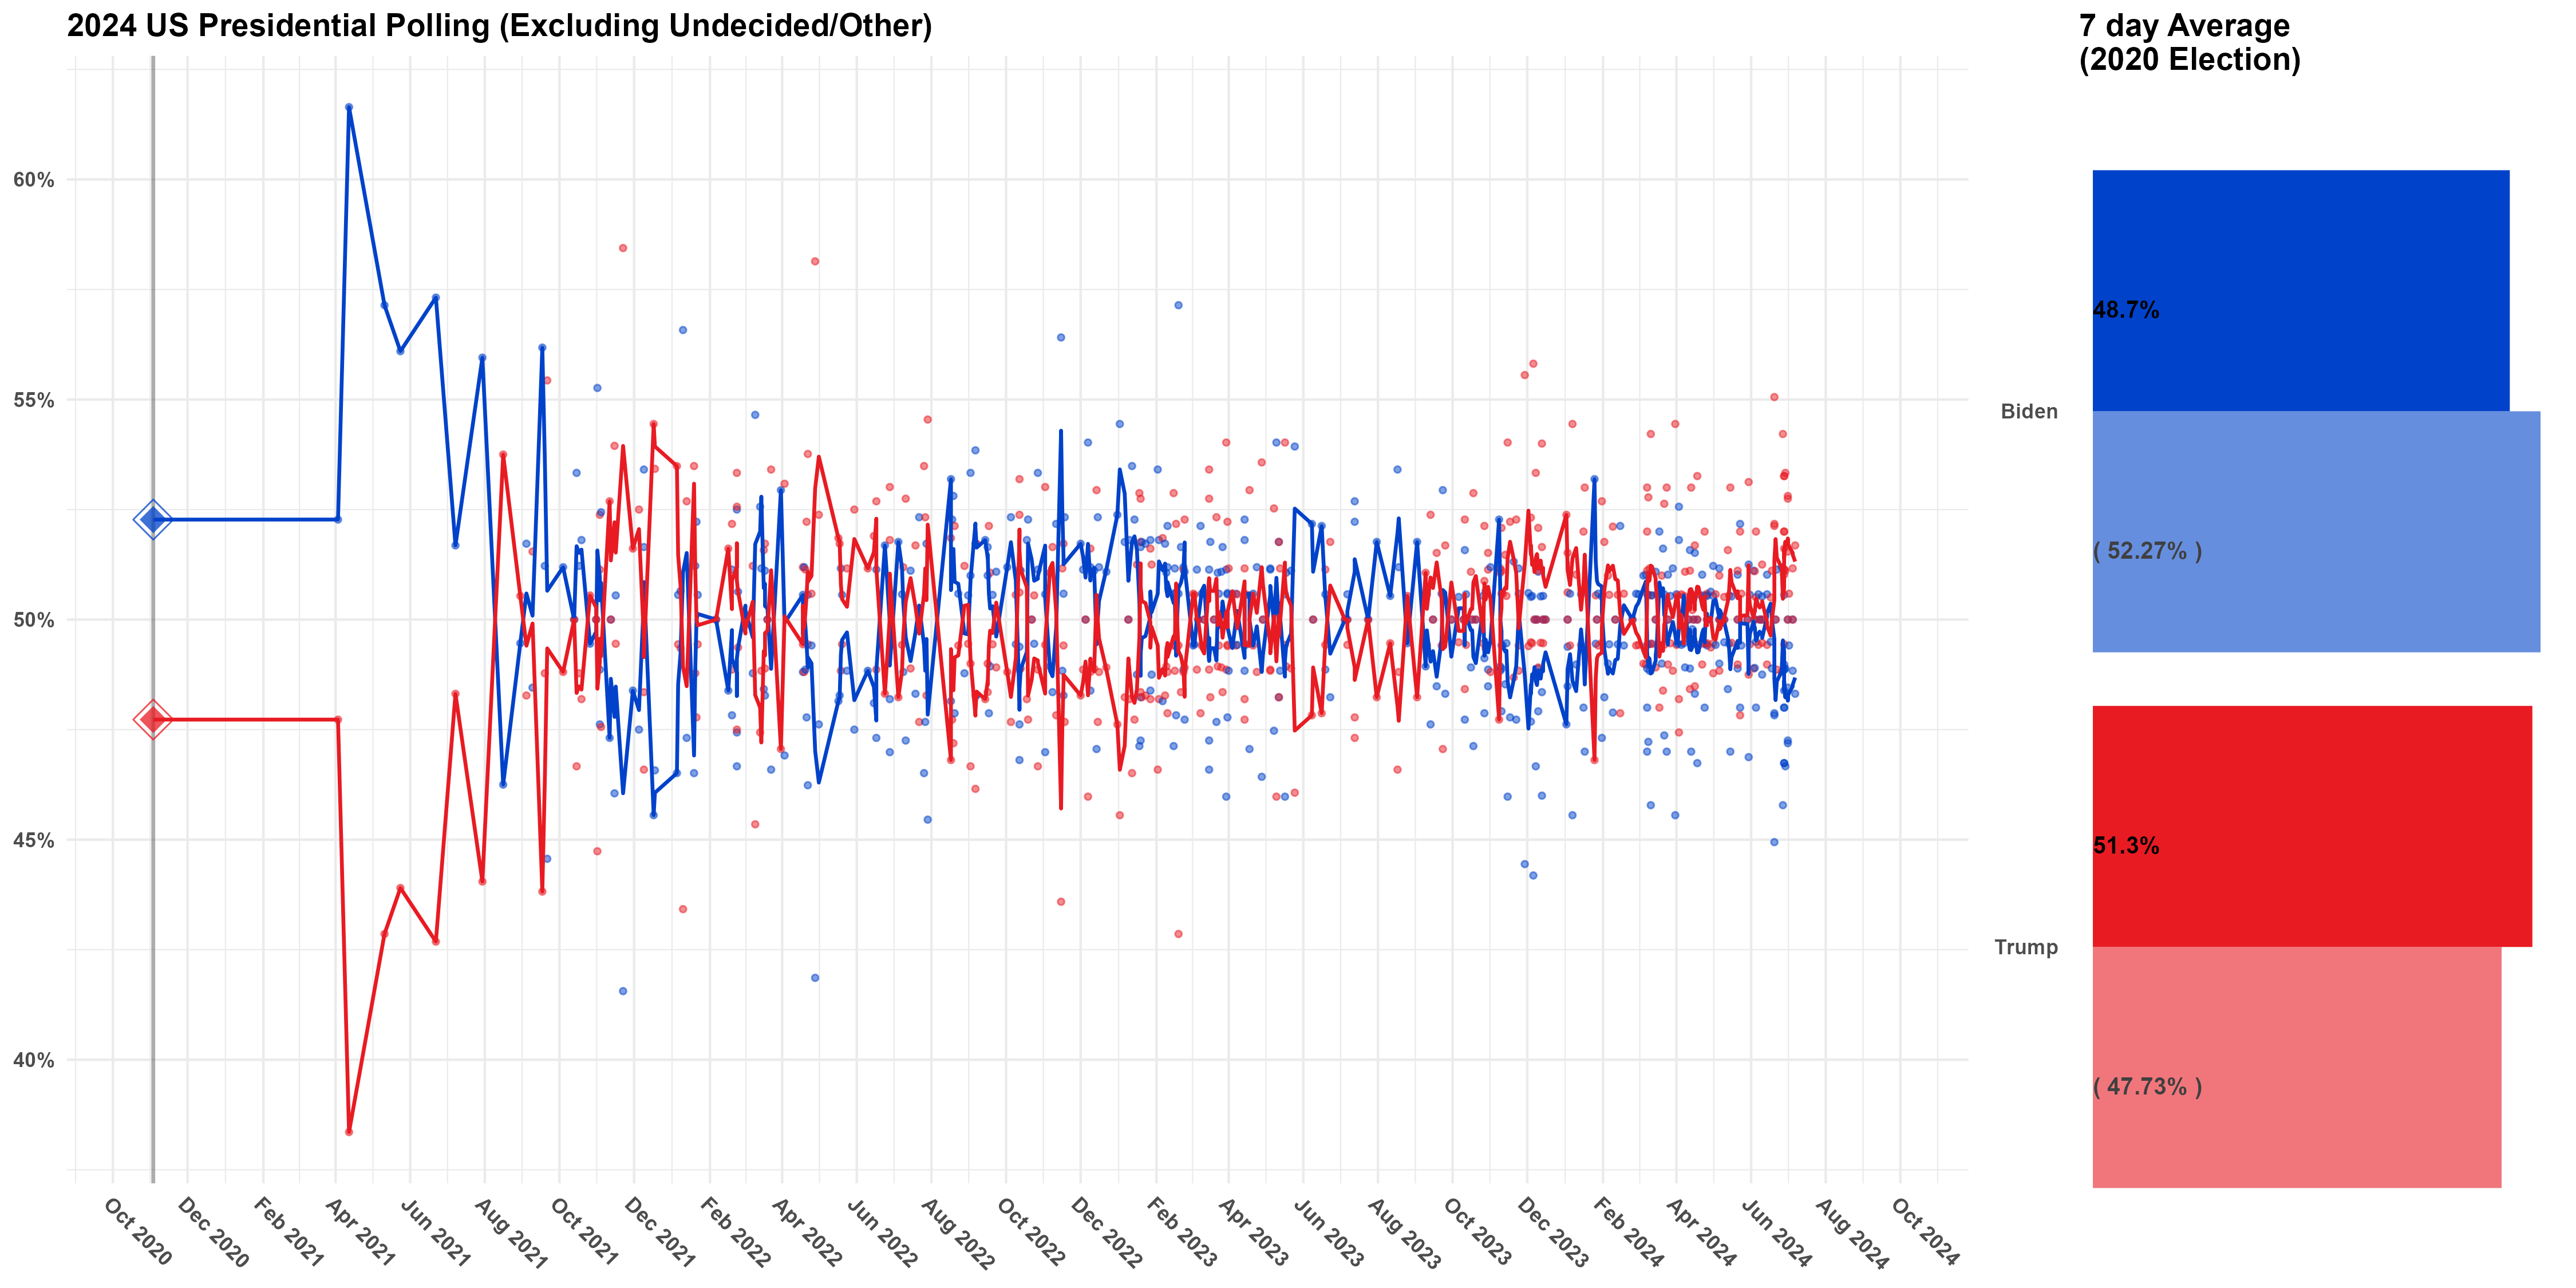 2024 US Presidential Polling (Excluding Undecided/Other)
60%
55%
50%
45%
40%
Oct 2020
Dec 2020
Feb 2021
Apr 2021
Jun 2021
Aug 2021
Oct 2021
Dec 2021
Feb 2022
Apr 2022
Jun 2022
Aug 2022
Oct 2022
Dec 2022
Feb 2023
Apr 2023
Jun 2023
Aug 2023
Oct 2023
Dec 2023
Feb 2024
Apr 2024
Jun 2024
Aug 2024
Oct 2024
7 day Average
(2020 Election)
Biden
48.7%
( 52.27% )
Trump
51.3%
( 47.73% )